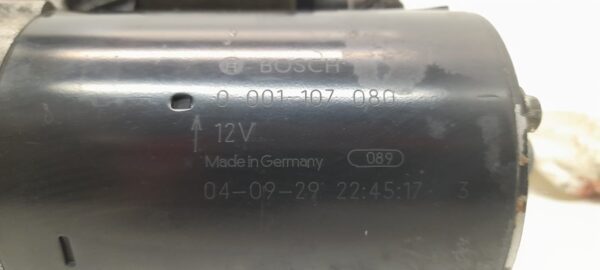 BOSCH
0 001 107 080
12V
Made in Germany 089
04-09-29 22:45:17 3